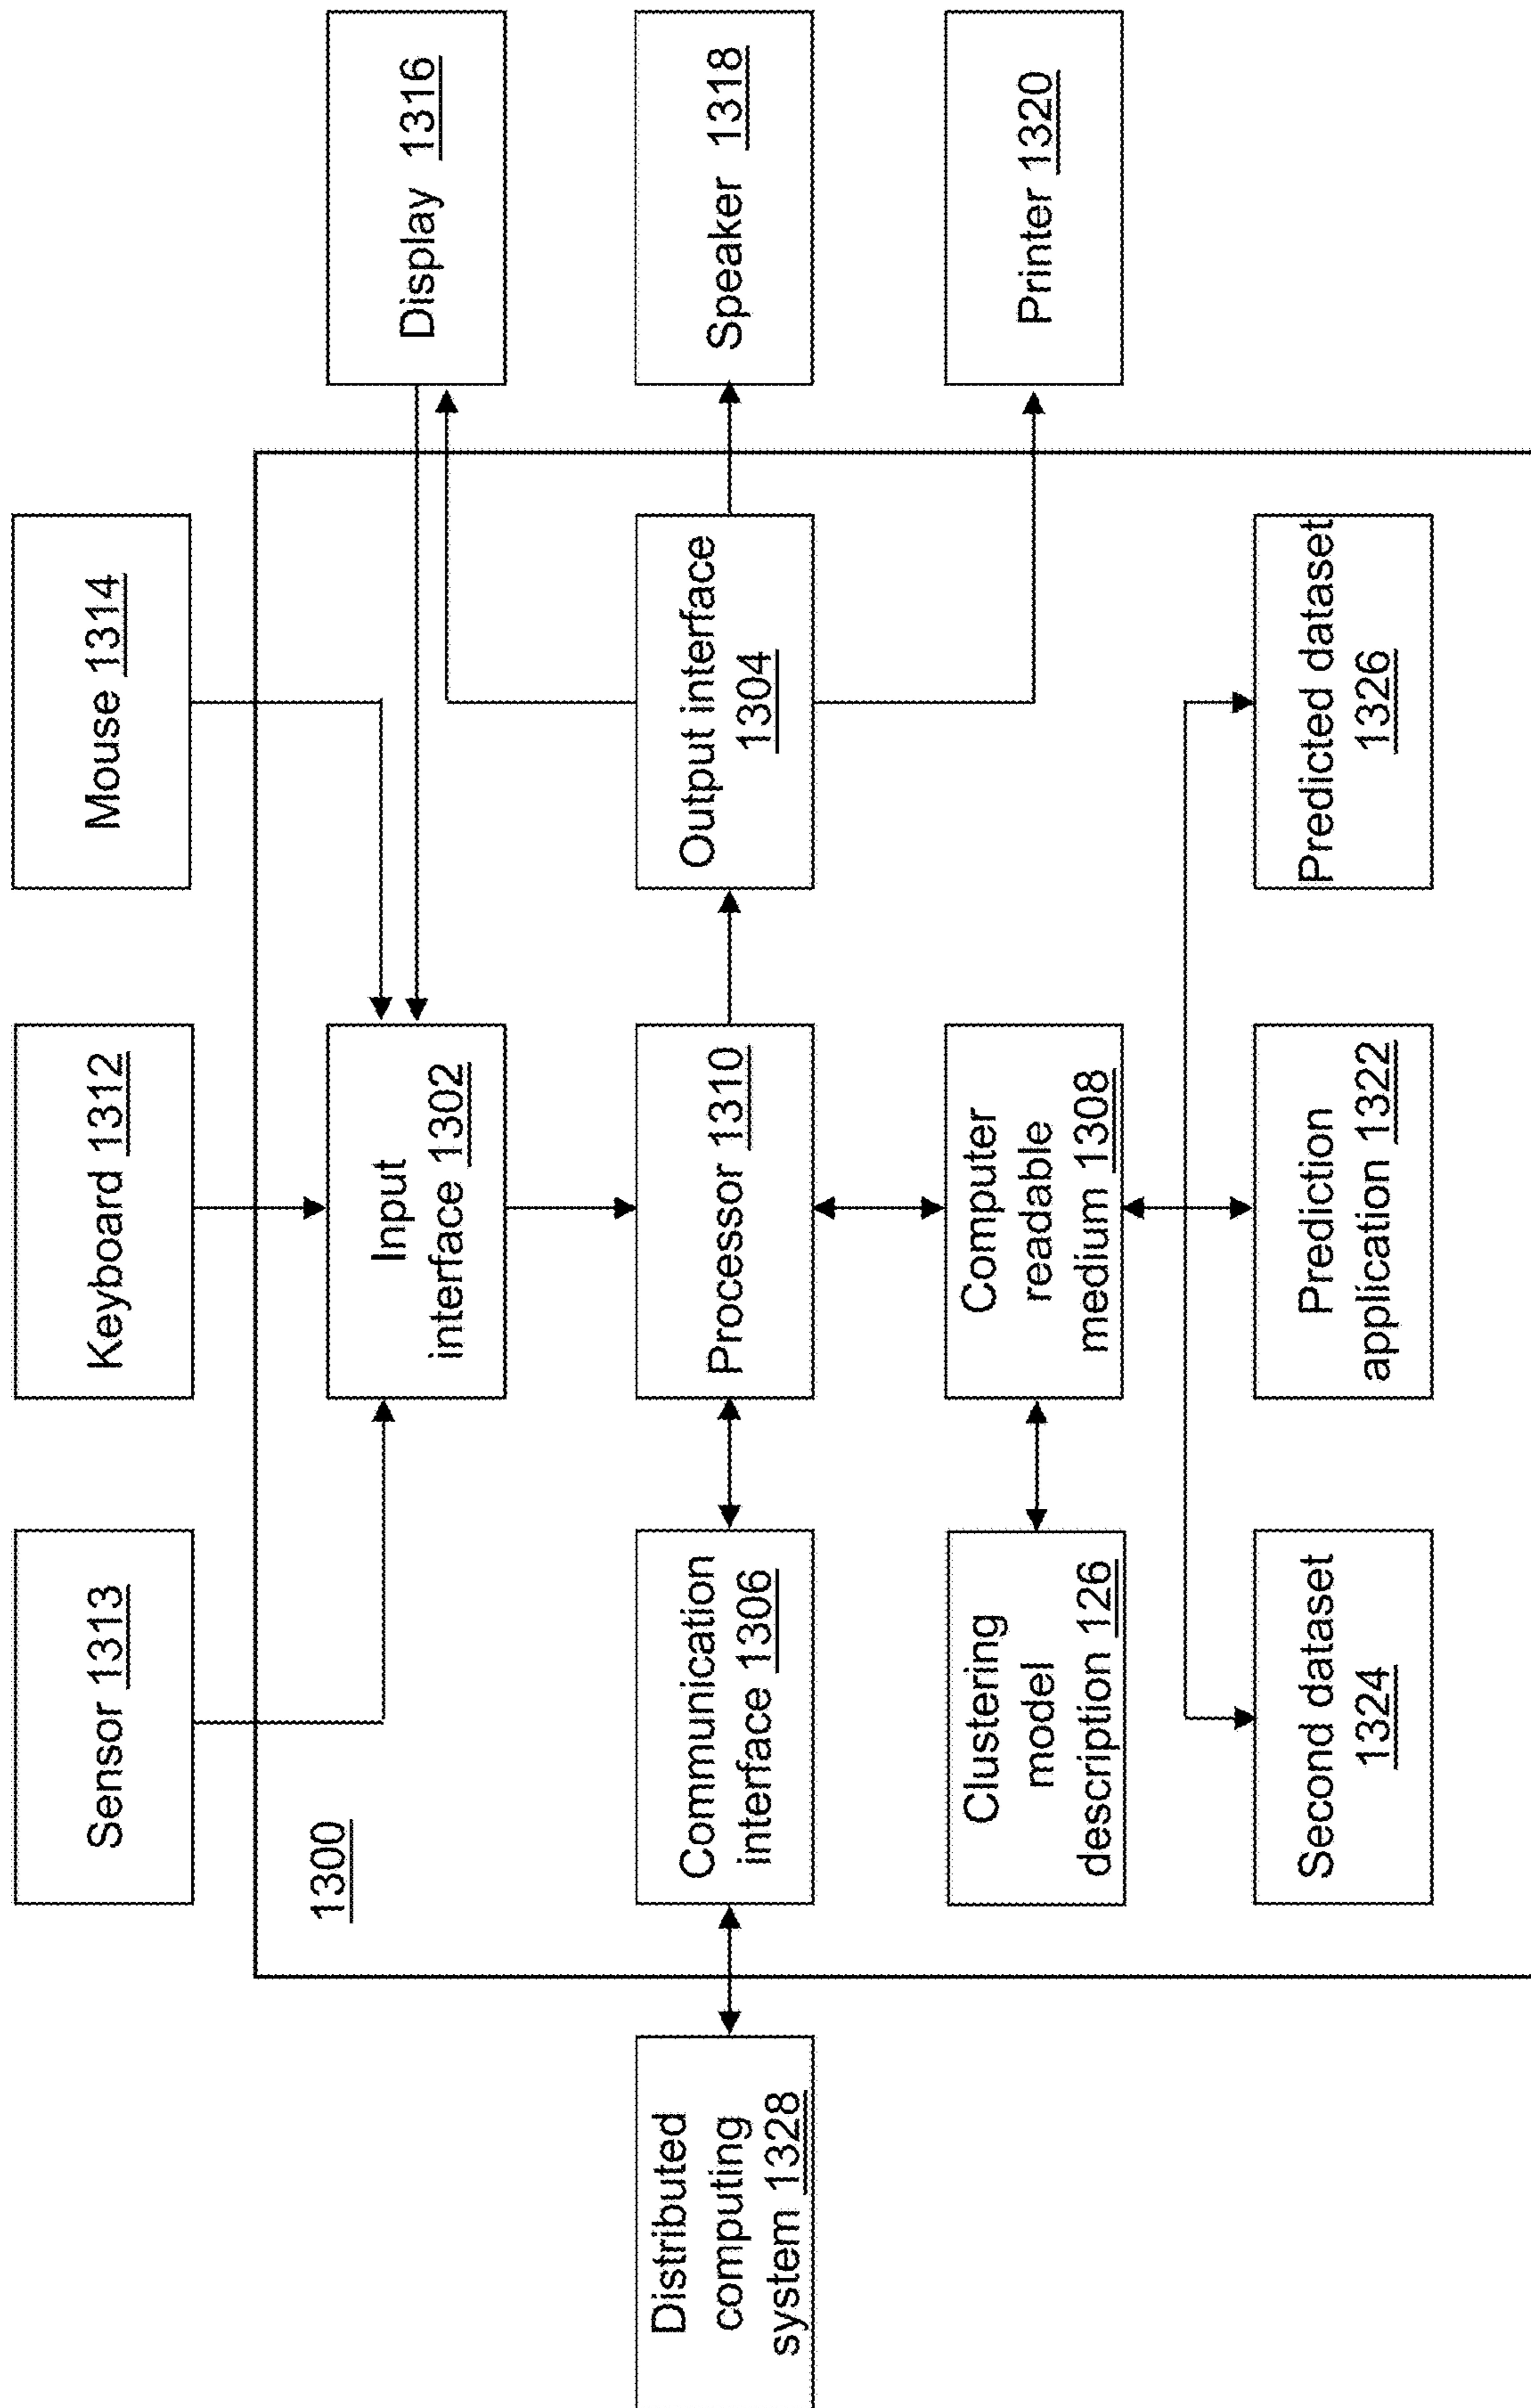 Sensor 1313
Keyboard 1312
Mouse 1314
1300
Input
interface 1302
Display 1316
Distributed
computing
system 1328
Communication
interface 1306
Processor 1310
Output interface
1304
Speaker 1318
Clustering
model
description 126
Computer
readable
medium 1308
Printer 1320
Second dataset
1324
Prediction
application 1322
Predicted dataset
1326